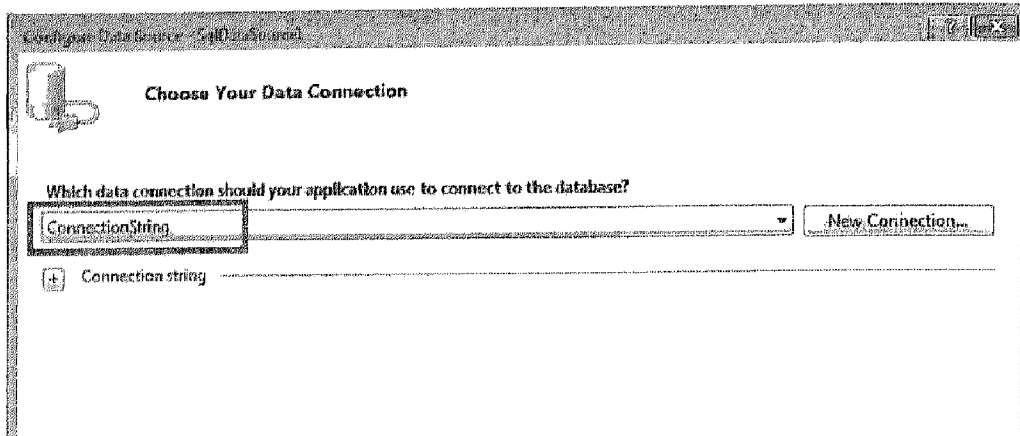 Configure Data Source - SqlDataSource1
Choose Your Data Connection
Which data connection should your application use to connect to the database?
ConnectionString
New Connection...
Connection string